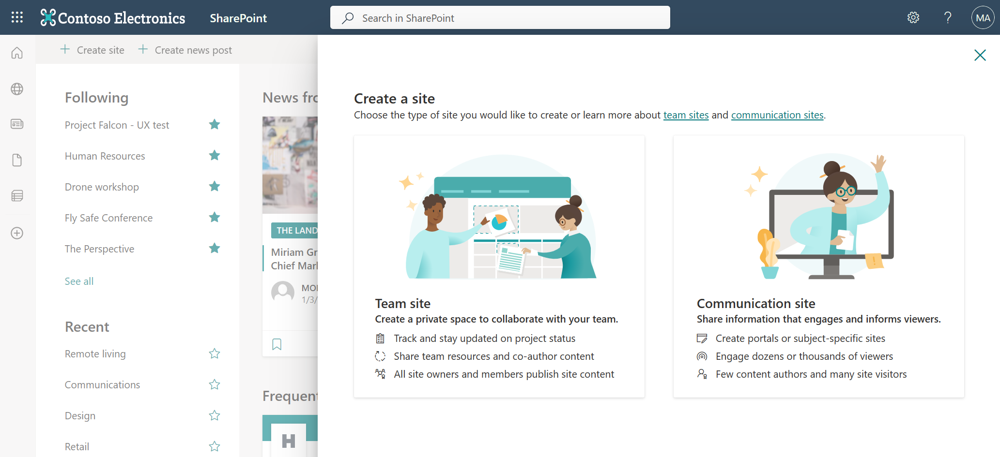 Contoso Electronics
SharePoint
Search in SharePoint
?
MA
Create site
Create news post
Following
Project Falcon - UX test
Human Resources
Drone workshop
Fly Safe Conference
The Perspective
See all
Recent
Remote living
Communications
Design
Retail
News fro
THE LAND
Miriam Gr
Chief Marl
MO
1/3/
Frequent
H
Create a site
Choose the type of site you would like to create or learn more about team sites and communication sites.
Team site
Create a private space to collaborate with your team.
Track and stay updated on project status
Share team resources and co-author content
All site owners and members publish site content
Communication site
Share information that engages and informs viewers.
Create portals or subject-specific sites
Engage dozens or thousands of viewers
Few content authors and many site visitors